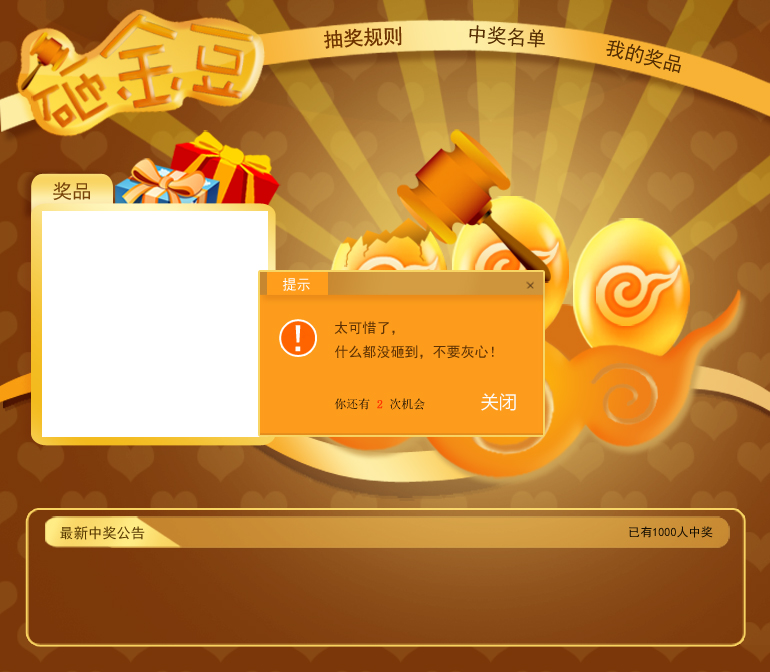 砸金豆
抽奖规则
中奖名单
我的奖品
奖品
提示
×
太可惜了，
什么都没砸到，不要灰心！
你还有 2 次机会
关闭
最新中奖公告
已有1000人中奖